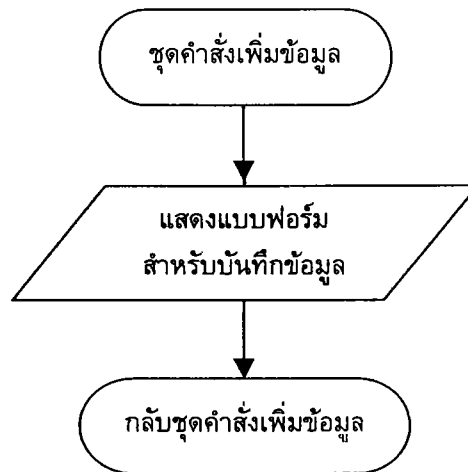 ชุดคำสั่งเพิ่มข้อมูล
แสดงแบบฟอร์ม
สำหรับบันทึกข้อมูล
กลับชุดคำสั่งเพิ่มข้อมูล